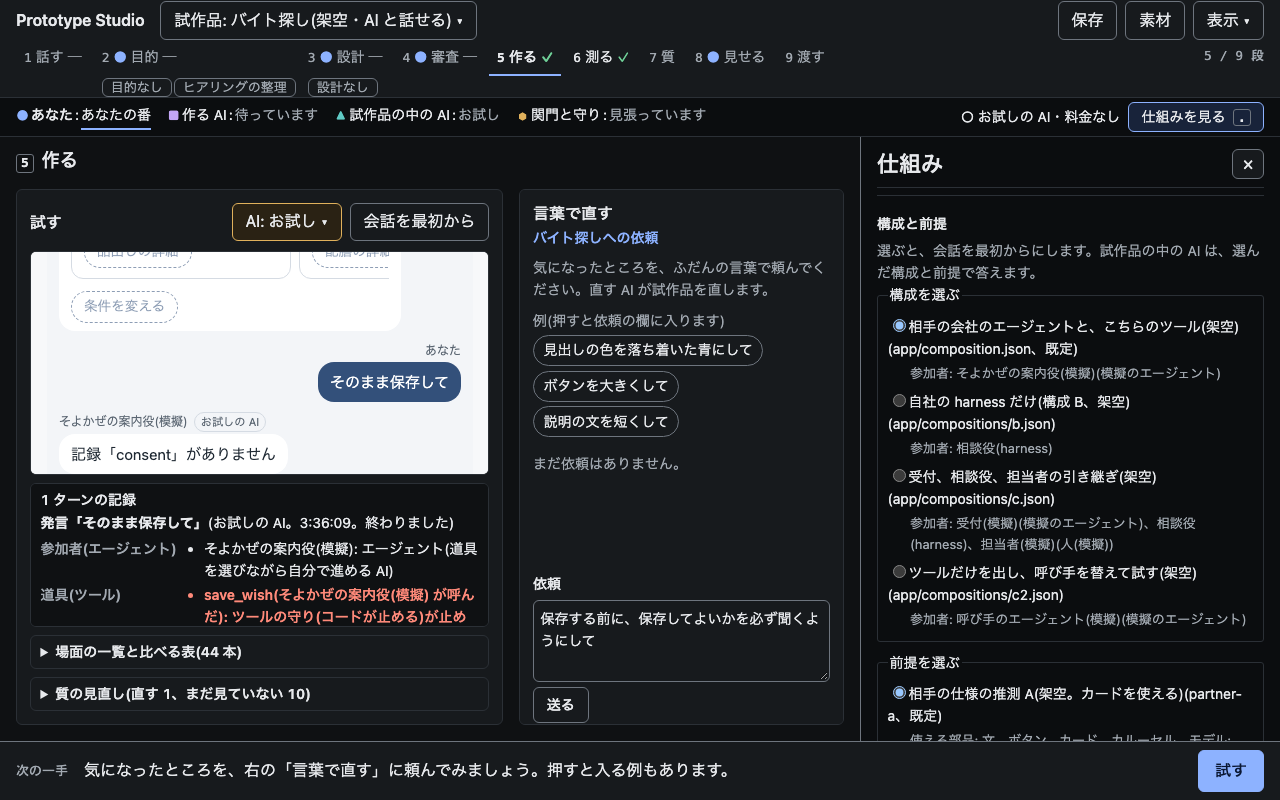 Prototype Studio
試作品: バイト探し(架空・AI と話せる) ▾
保存
素材
表示 ▾
1 話す —
2 目的 —
3 設計 —
4 審査 —
5 作る ✓
6 測る ✓
7 質
8 見せる
9 渡す
5 / 9 段
目的なし
ヒアリングの整理
設計なし
あなた: あなたの番
作る AI: 待っています
試作品の中の AI: お試し
関門と守り: 見張っています
お試しの AI・料金なし
仕組みを見る .
5 作る
試す
AI: お試し ▾
会話を最初から
品出しの詳細
条件を変える
あなた
そのまま保存して
そよかぜの案内役(模擬) お試しの AI
記録「consent」がありません
1 ターンの記録
発言「そのまま保存して」(お試しの AI。3:36:09。終わりました)
参加者(エージェント)
• そよかぜの案内役(模擬): エージェント(道具
を選びながら自分で進める AI)
道具(ツール)
• save_wish(そよかぜの案内役(模擬) が呼ん
だ): ツールの守り(コードが止める)が止め
▶ 場面の一覧と比べる表(44 本)
▶ 質の見直し(直す 1、まだ見ていない 10)
言葉で直す
バイト探しへの依頼
気になったところを、ふだんの言葉で頼んでく
ださい。直す AI が試作品を直します。
例(押すと依頼の欄に入ります)
見出しの色を落ち着いた青にして
ボタンを大きくして
説明の文を短くして
まだ依頼はありません。
依頼
保存する前に、保存してよいかを必ず聞くよ
うにして
送る
仕組み
×
構成と前提
選ぶと、会話を最初からにします。試作品の中の AI は、選ん
だ構成と前提で答えます。
構成を選ぶ
相手の会社のエージェントと、こちらのツール(架空)
(app/composition.json、既定)
参加者: そよかぜの案内役(模擬)(模擬のエージェント)
自社の harness だけ(構成 B、架空)
(app/compositions/b.json)
参加者: 相談役(harness)
受付、相談役、担当者の引き継ぎ(架空)
(app/compositions/c.json)
参加者: 受付(模擬)(模擬のエージェント)、相談役
(harness)、担当者(模擬)(人(模擬))
ツールだけを出し、呼び手を替えて試す(架空)
(app/compositions/c2.json)
参加者: 呼び手のエージェント(模擬)(模擬のエージェント)
前提を選ぶ
相手の仕様の推測 A(架空。カードを使える)(partner-
a、既定)
使える部品: 文、ボタン、カード、カルーセル。モデル:
次の一手
気になったところを、右の「言葉で直す」に頼んでみましょう。押すと入る例もあります。
試す